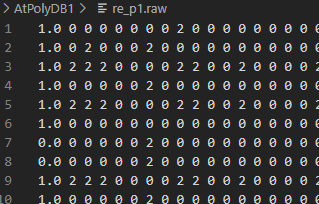 AtPolyDB1 > re_p1.raw
1 1.0 0 0 0 0 0 0 0 2 0 0 0 0 0 0 0 0 0
2 1.0 0 2 0 0 0 2 0 0 0 0 0 0 0 0 0 0 0
3 1.0 2 2 2 0 0 0 0 2 2 0 0 2 0 0 0 0 2
4 1.0 0 0 0 0 0 2 0 0 0 0 0 0 0 0 0 0 0
5 1.0 2 2 2 0 0 0 0 2 2 0 0 2 0 0 0 0 2
6 1.0 0 0 0 0 0 0 0 0 0 0 0 0 0 0 0 0 0
7 0.0 0 0 0 0 0 2 0 0 0 0 0 0 0 0 0 0 0
8 0.0 0 0 0 0 0 2 0 0 0 0 0 0 0 0 0 0 0
9 1.0 2 2 2 0 0 0 0 2 2 0 0 2 0 0 0 0 2
10 1.0 0 0 0 0 0 2 0 0 0 0 0 0 0 0 0 0 0